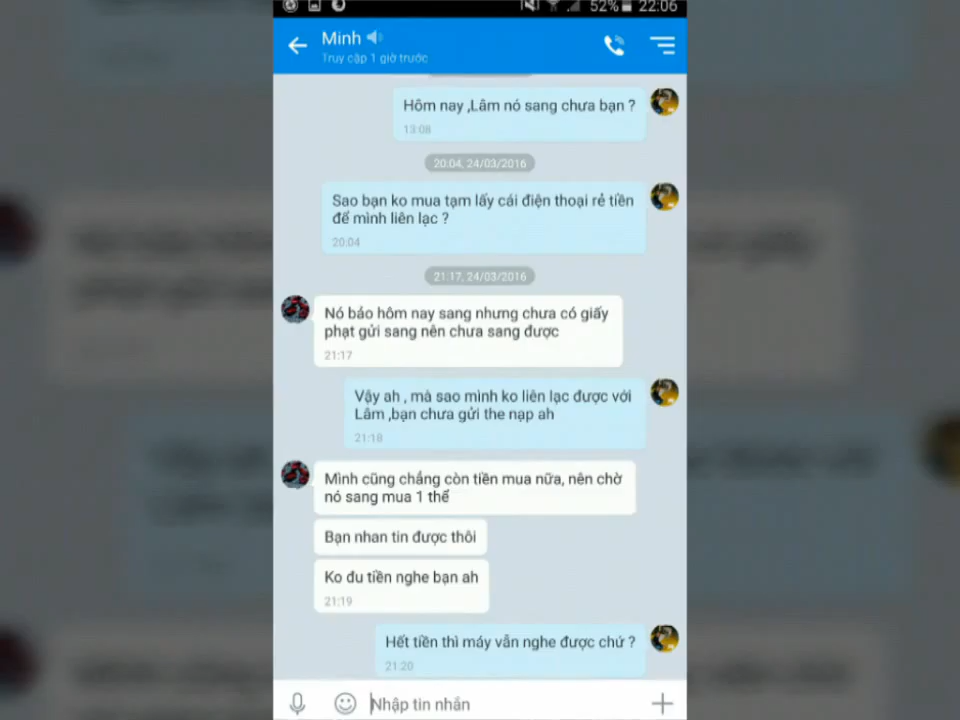 52% 22:06
Minh
Truy cập 1 giờ trước
Hôm nay ,Lâm nó sang chưa bạn ?
13:08
20:04, 24/03/2016
Sao bạn ko mua tạm lấy cái điện thoại rẻ tiền
để mình liên lạc ?
20:04
21:17, 24/03/2016
Nó bảo hôm nay sang nhưng chưa có giấy
phạt gửi sang nên chưa sang được
21:17
Vậy ah , mà sao mình ko liên lạc được với
Lâm ,bạn chưa gửi the nạp ah
21:18
Mình cũng chẳng còn tiền mua nữa, nên chờ
nó sang mua 1 thể
Bạn nhan tin được thôi
Ko đu tiền nghe bạn ah
21:19
Hết tiền thì máy vẫn nghe được chứ ?
21:20
Nhập tin nhắn